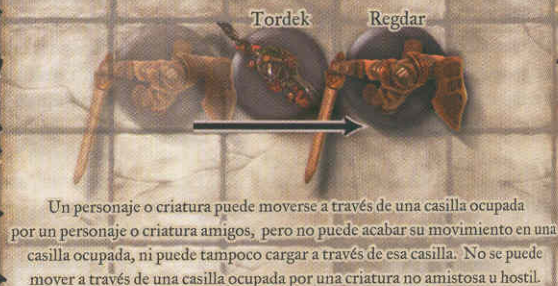 Tordek Regdar
Un personaje o criatura puede moverse a través de una casilla ocupada
por un personaje o criatura amigos, pero no puede acabar su movimiento en una
casilla ocupada, ni puede tampoco cargar a través de esa casilla. No se puede
mover a través de una casilla ocupada por una criatura no amistosa u hostil.